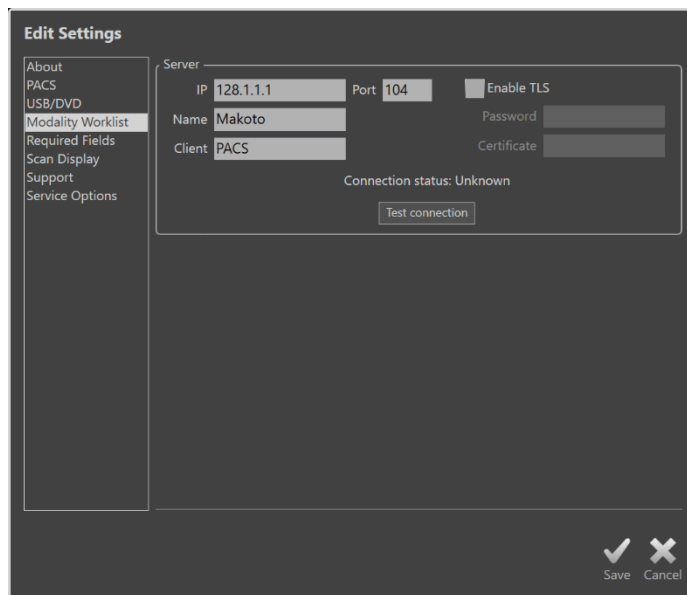 Edit Settings
About
PACS
USB/DVD
Modality Worklist
Required Fields
Scan Display
Support
Service Options
Server
IP 128.1.1.1 Port 104 Enable TLS
Name Makoto Password
Client PACS Certificate
Connection status: Unknown
Test connection
Save Cancel